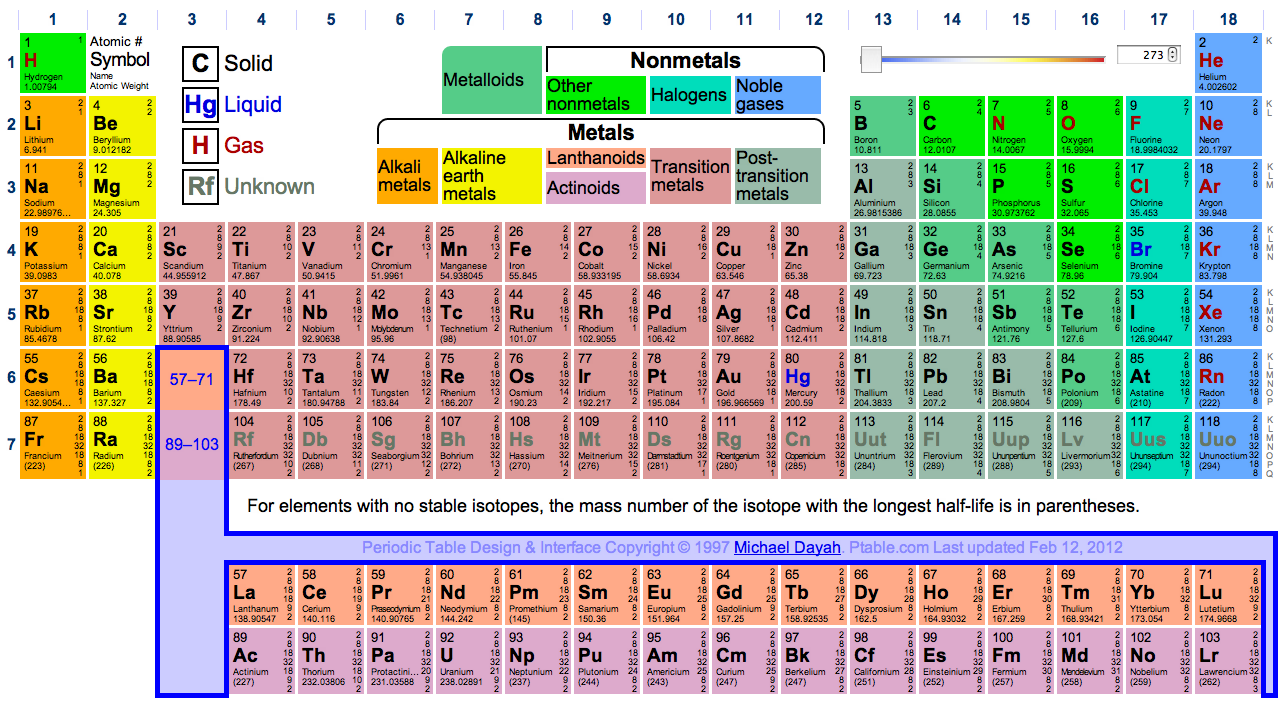 1 2 3 4 5 6 7 8 9 10 11 12 13 14 15 16 17 18
1
1
H
Hydrogen
1.00794
Atomic #
Symbol
Name
Atomic Weight
C Solid
Hg Liquid
H Gas
Rf Unknown
Metalloids
Nonmetals
Other nonmetals
Halogens
Noble gases
Metals
Alkali metals
Alkaline earth metals
Lanthanoids
Actinoids
Transition metals
Post-transition metals
273
2
He
Helium
4.002602
K
2
3 4 5 6 7 8 9 10
Li Be B C N O F Ne
Lithium Beryllium Boron Carbon Nitrogen Oxygen Fluorine Neon
6.941 9.012182 10.811 12.0107 14.0067 15.9994 18.9984032 20.1797
K L
3
11 12 13 14 15 16 17 18
Na Mg Al Si P S Cl Ar
Sodium Magnesium Aluminium Silicon Phosphorus Sulfur Chlorine Argon
22.98976... 24.305 26.9815386 28.0855 30.973762 32.065 35.453 39.948
K L M
4
19 20 21 22 23 24 25 26 27 28 29 30 31 32 33 34 35 36
K Ca Sc Ti V Cr Mn Fe Co Ni Cu Zn Ga Ge As Se Br Kr
Potassium Calcium Scandium Titanium Vanadium Chromium Manganese Iron Cobalt Nickel Copper Zinc Gallium Germanium Arsenic Selenium Bromine Krypton
39.0983 40.078 44.955912 47.867 50.9415 51.9961 54.938045 55.845 58.933195 58.6934 63.546 65.38 69.723 72.63 74.9216 78.96 79.904 83.798
K L M N
5
37 38 39 40 41 42 43 44 45 46 47 48 49 50 51 52 53 54
Rb Sr Y Zr Nb Mo Tc Ru Rh Pd Ag Cd In Sn Sb Te I Xe
Rubidium Strontium Yttrium Zirconium Niobium Molybdenum Technetium Ruthenium Rhodium Palladium Silver Cadmium Indium Tin Antimony Tellurium Iodine Xenon
85.4678 87.62 88.90585 91.224 92.90638 95.96 (98) 101.07 102.9055 106.42 107.8682 112.411 114.818 118.71 121.76 127.6 126.90447 131.293
K L M N O
6
55 56 57–71 72 73 74 75 76 77 78 79 80 81 82 83 84 85 86
Cs Ba Hf Ta W Re Os Ir Pt Au Hg Tl Pb Bi Po At Rn
Caesium Barium Hafnium Tantalum Tungsten Rhenium Osmium Iridium Platinum Gold Mercury Thallium Lead Bismuth Polonium Astatine Radon
132.9054... 137.327 178.49 180.94788 183.84 186.207 190.23 192.217 195.084 196.966569 200.59 204.3833 207.2 208.9804 (209) (210) (222)
K L M N O P
7
87 88 89–103 104 105 106 107 108 109 110 111 112 113 114 115 116 117 118
Fr Ra Rf Db Sg Bh Hs Mt Ds Rg Cn Uut Fl Uup Lv Uus Uuo
Francium Radium Rutherfordium Dubnium Seaborgium Bohrium Hassium Meitnerium Darmstadtium Roentgenium Copernicium Ununtrium Flerovium Ununpentium Livermorium Ununseptium Ununoctium
(223) (226) (267) (268) (271) (272) (270) (276) (281) (280) (285) (284) (289) (288) (293) (294) (294)
K L M N O P Q
For elements with no stable isotopes, the mass number of the isotope with the longest half-life is in parentheses.
Periodic Table Design & Interface Copyright © 1997 Michael Dayah. Ptable.com Last updated Feb 12, 2012
57 58 59 60 61 62 63 64 65 66 67 68 69 70 71
La Ce Pr Nd Pm Sm Eu Gd Tb Dy Ho Er Tm Yb Lu
Lanthanum Cerium Praseodymium Neodymium Promethium Samarium Europium Gadolinium Terbium Dysprosium Holmium Erbium Thulium Ytterbium Lutetium
138.90547 140.116 140.90765 144.242 (145) 150.36 151.964 157.25 158.92535 162.5 164.93032 167.259 168.93421 173.054 174.9668
89 90 91 92 93 94 95 96 97 98 99 100 101 102 103
Ac Th Pa U Np Pu Am Cm Bk Cf Es Fm Md No Lr
Actinium Thorium Protactini... Uranium Neptunium Plutonium Americium Curium Berkelium Californium Einsteinium Fermium Mendelevium Nobelium Lawrencium
(227) 232.03806 231.03588 238.02891 (237) (244) (243) (247) (247) (251) (252) (257) (258) (259) (262)